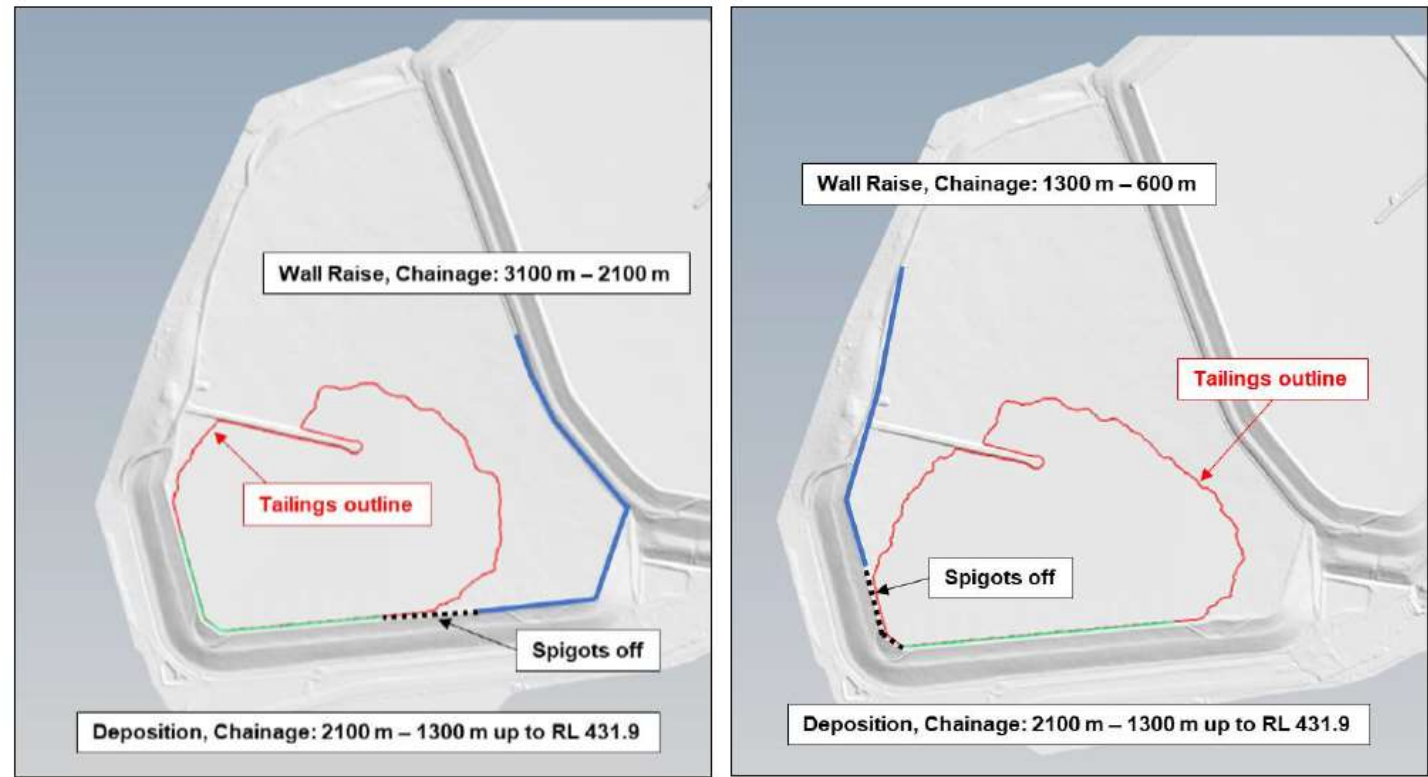 Wall Raise, Chainage: 3100 m – 2100 m
Tailings outline
Spigots off
Deposition, Chainage: 2100 m – 1300 m up to RL 431.9
Wall Raise, Chainage: 1300 m – 600 m
Tailings outline
Spigots off
Deposition, Chainage: 2100 m – 1300 m up to RL 431.9